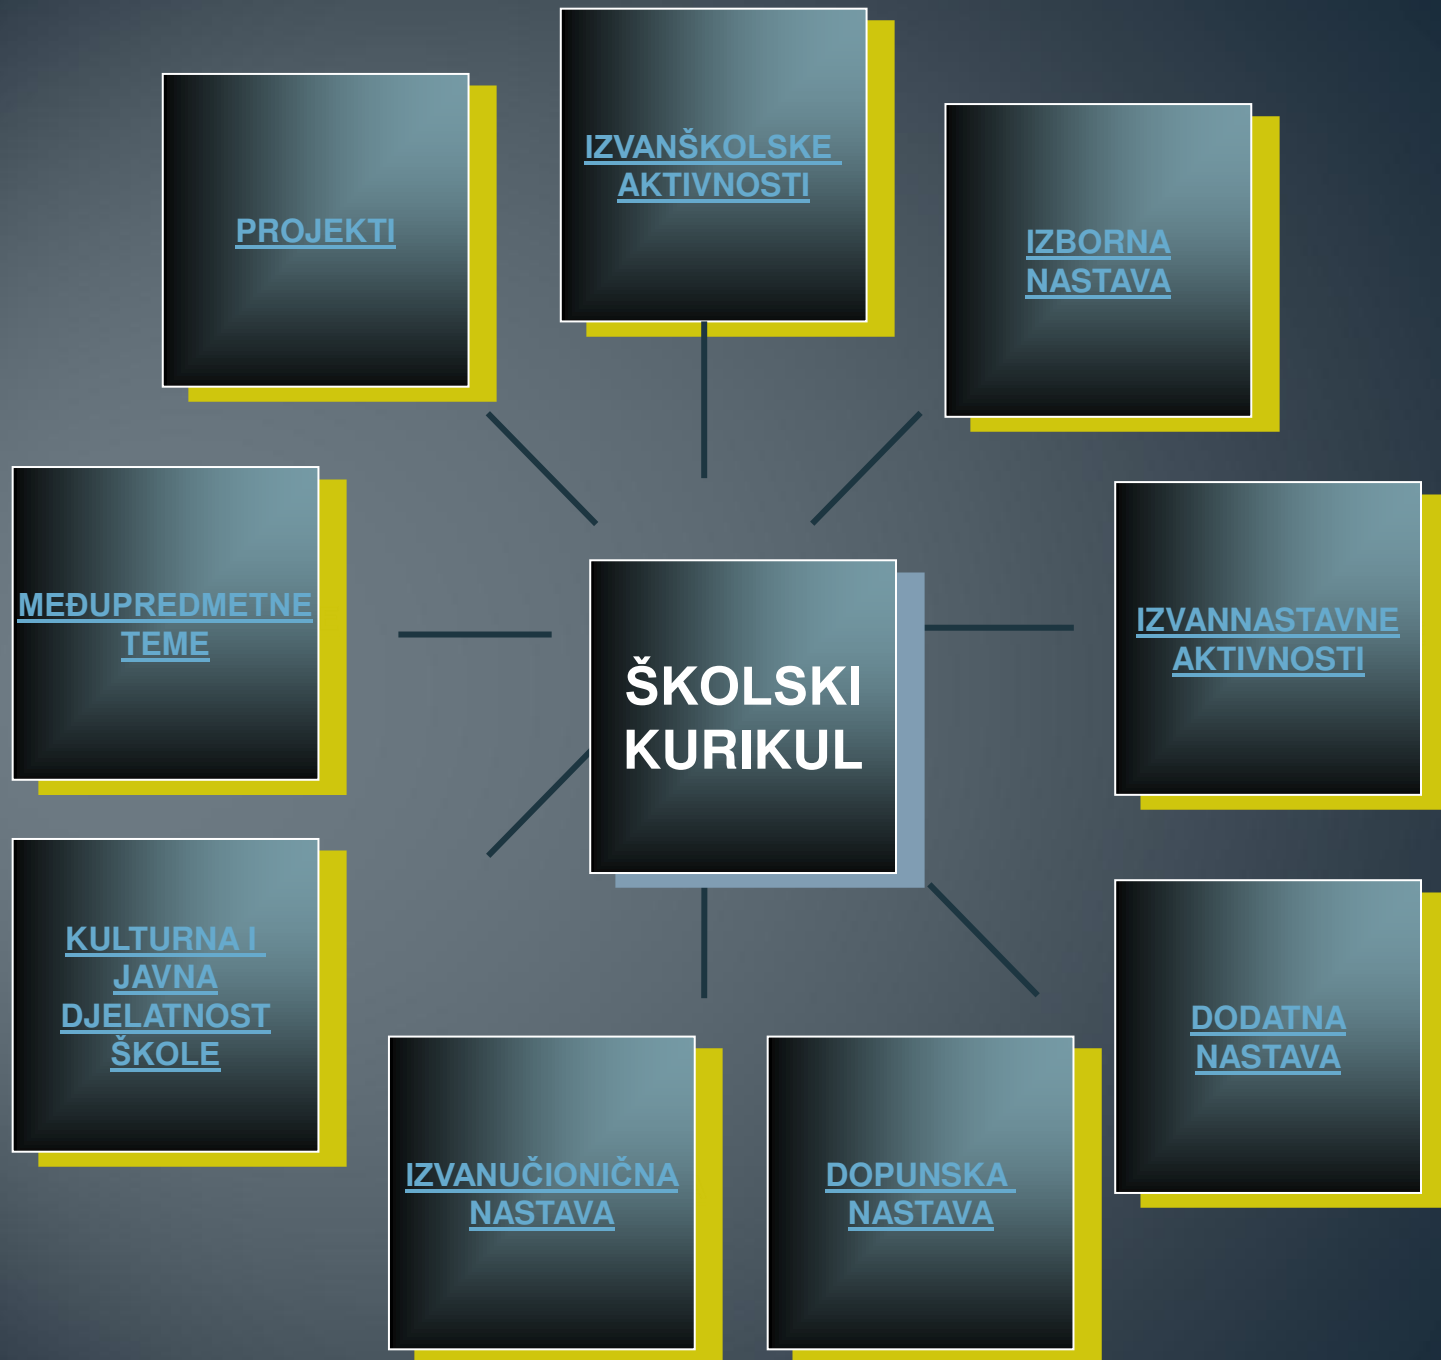 IZVANŠKOLSKE
AKTIVNOSTI
PROJEKTI
IZBORNA
NASTAVA
MEĐUPREDMETNE
TEME
IZVANNASTAVNE
AKTIVNOSTI
ŠKOLSKI
KURIKUL
KULTURNA I
JAVNA
DJELATNOST
ŠKOLE
DODATNA
NASTAVA
IZVANUČIONIČNA
NASTAVA
DOPUNSKA
NASTAVA